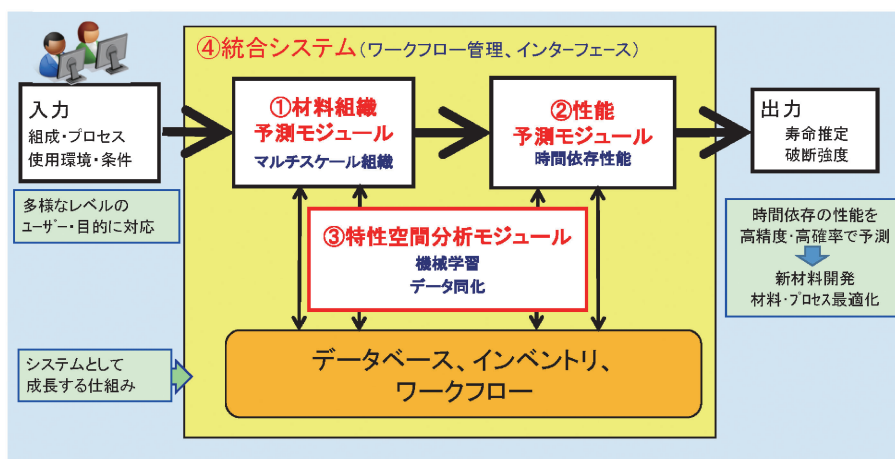 ④統合システム(ワークフロー管理、インターフェース)
入力
組成・プロセス
使用環境・条件
①材料組織
予測モジュール
マルチスケール組織
②性能
予測モジュール
時間依存性能
出力
寿命推定
破断強度
多様なレベルの
ユーザー・目的に対応
③特性空間分析モジュール
機械学習
データ同化
時間依存の性能を
高精度・高確率で予測
新材料開発
材料・プロセス最適化
システムとして
成長する仕組み
データベース、インベントリ、
ワークフロー